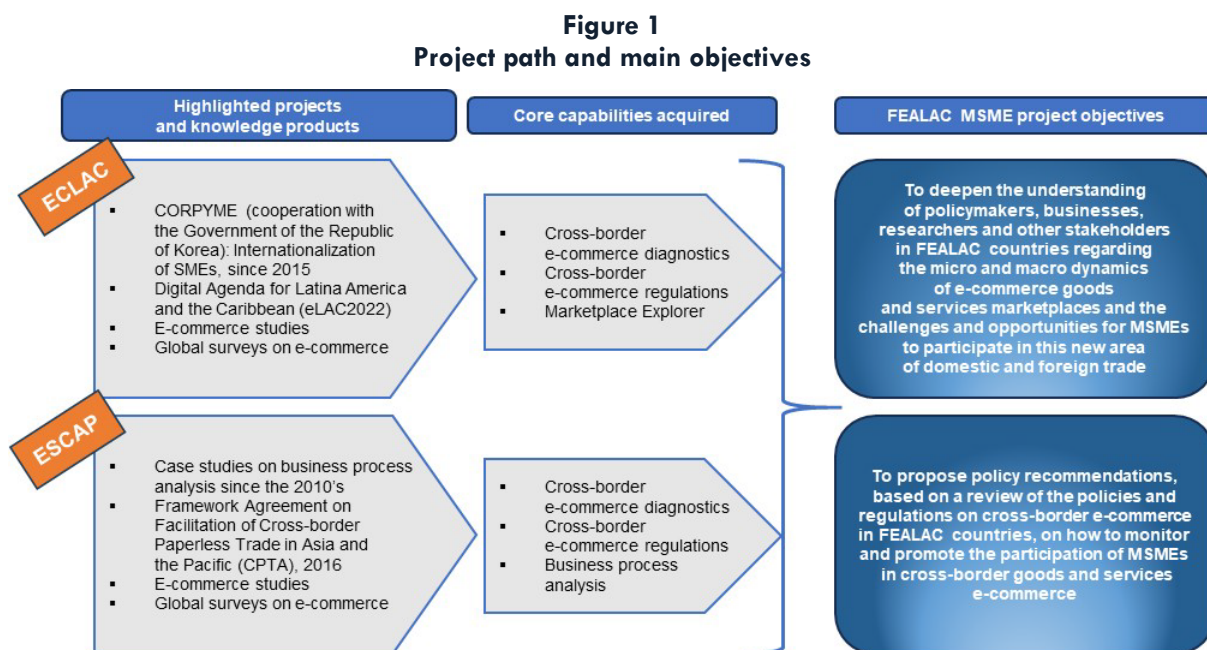 Figure 1
Project path and main objectives
Highlighted projects
and knowledge products
Core capabilities acquired
FEALAC MSME project objectives
ECLAC
▪ CORPYME (cooperation with
the Government of the Republic
of Korea): Internationalization
of SMEs, since 2015
▪ Digital Agenda for Latina America
and the Caribbean (eLAC2022)
▪ E-commerce studies
▪ Global surveys on e-commerce
▪ Cross-border
e-commerce diagnostics
▪ Cross-border
e-commerce regulations
▪ Marketplace Explorer
To deepen the understanding
of policymakers, businesses,
researchers and other stakeholders
in FEALAC countries regarding
the micro and macro dynamics
of e-commerce goods
and services marketplaces and the
challenges and opportunities for MSMEs
to participate in this new area
of domestic and foreign trade
ESCAP
▪ Case studies on business process
analysis since the 2010's
▪ Framework Agreement on
Facilitation of Cross-border
Paperless Trade in Asia and
the Pacific (CPTA), 2016
▪ E-commerce studies
▪ Global surveys on e-commerce
▪ Cross-border
e-commerce diagnostics
▪ Cross-border
e-commerce regulations
▪ Business process
analysis
To propose policy recommendations,
based on a review of the policies and
regulations on cross-border e-commerce
in FEALAC countries, on how to monitor
and promote the participation of MSMEs
in cross-border goods and services
e-commerce